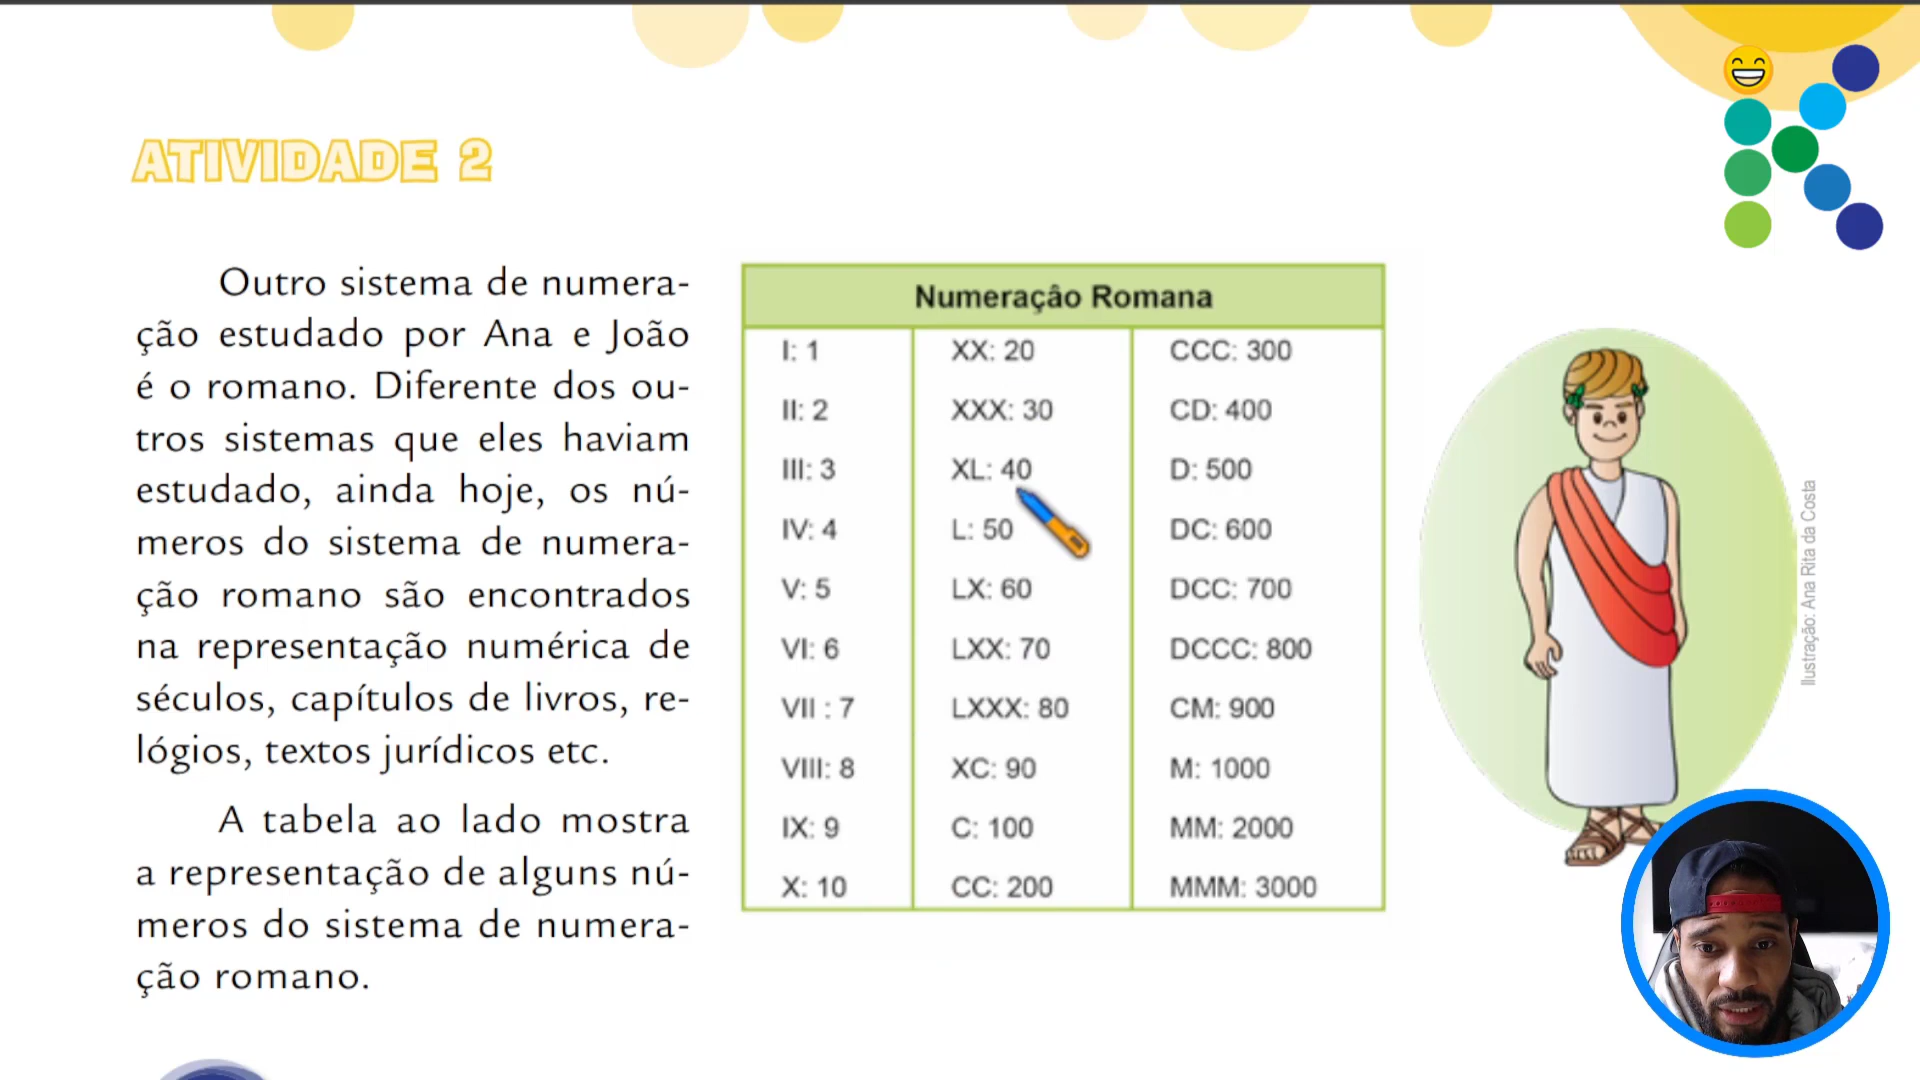 ATIVIDADE 2
Outro sistema de numera-
ção estudado por Ana e João
é o romano. Diferente dos ou-
tros sistemas que eles haviam
estudado, ainda hoje, os nú-
meros do sistema de numera-
ção romano são encontrados
na representação numérica de
séculos, capítulos de livros, re-
lógios, textos jurídicos etc.
A tabela ao lado mostra
a representação de alguns nú-
meros do sistema de numera-
ção romano.
Numeração Romana
I: 1
II: 2
III: 3
IV: 4
V: 5
VI: 6
VII : 7
VIII: 8
IX: 9
X: 10
XX: 20
XXX: 30
XL: 40
L: 50
LX: 60
LXX: 70
LXXX: 80
XC: 90
C: 100
CC: 200
CCC: 300
CD: 400
D: 500
DC: 600
DCC: 700
DCCC: 800
CM: 900
M: 1000
MM: 2000
MMM: 3000
Ilustração: Ana Rita da Costa